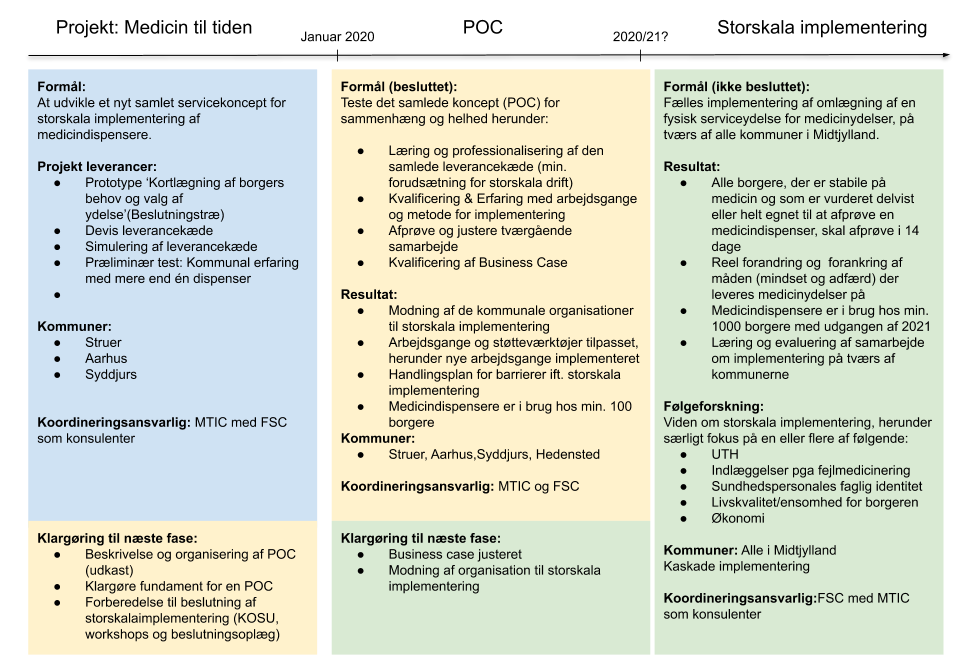 Projekt: Medicin til tiden
Januar 2020
POC
2020/21?
Storskala implementering
Formål:
At udvikle et nyt samlet servicekoncept for
storskala implementering af
medicindispensere.
Projekt leverancer:
● Prototype ‘Kortlægning af borgers
behov og valg af
ydelse’(Beslutningstræ)
● Devis leverancekæde
● Simulering af leverancekæde
● Præliminær test: Kommunal erfaring
med mere end én dispenser
●
Kommuner:
● Struer
● Aarhus
● Syddjurs
Koordineringsansvarlig: MTIC med FSC
som konsulenter
Klargøring til næste fase:
● Beskrivelse og organisering af POC
(udkast)
● Klargøre fundament for en POC
● Forberedelse til beslutning af
storskalaimplementering (KOSU,
workshops og beslutningsoplæg)
Formål (besluttet):
Teste det samlede koncept (POC) for
sammenhæng og helhed herunder:
● Læring og professionalisering af den
samlede leverancekæde (min.
forudsætning for storskala drift)
● Kvalificering & Erfaring med arbejdsgange
og metode for implementering
● Afprøve og justere tværgående
samarbejde
● Kvalificering af Business Case
Resultat:
● Modning af de kommunale organisationer
til storskala implementering
● Arbejdsgange og støtteværktøjer tilpasset,
herunder nye arbejdsgange implementeret
● Handlingsplan for barrierer ift. storskala
implementering
● Medicindispensere er i brug hos min. 100
borgere
Kommuner:
● Struer, Aarhus,Syddjurs, Hedensted
Koordineringsansvarlig: MTIC og FSC
Klargøring til næste fase:
● Business case justeret
● Modning af organisation til storskala
implementering
Formål (ikke besluttet):
Fælles implementering af omlægning af en
fysisk serviceydelse for medicinydelser, på
tværs af alle kommuner i Midtjylland.
Resultat:
● Alle borgere, der er stabile på
medicin og som er vurderet delvist
eller helt egnet til at afprøve en
medicindispenser, skal afprøve i 14
dage
● Reel forandring og forankring af
måden (mindset og adfærd) der
leveres medicinydelser på
● Medicindispensere er i brug hos min.
1000 borgere med udgangen af 2021
● Læring og evaluering af samarbejde
om implementering på tværs af
kommunerne
Følgeforskning:
Viden om storskala implementering, herunder
særligt fokus på en eller flere af følgende:
● UTH
● Indlæggelser pga fejlmedicinering
● Sundhedspersonales faglig identitet
● Livskvalitet/ensomhed for borgeren
● Økonomi
Kommuner: Alle i Midtjylland
Kaskade implementering
Koordineringsansvarlig:FSC med MTIC
som konsulenter